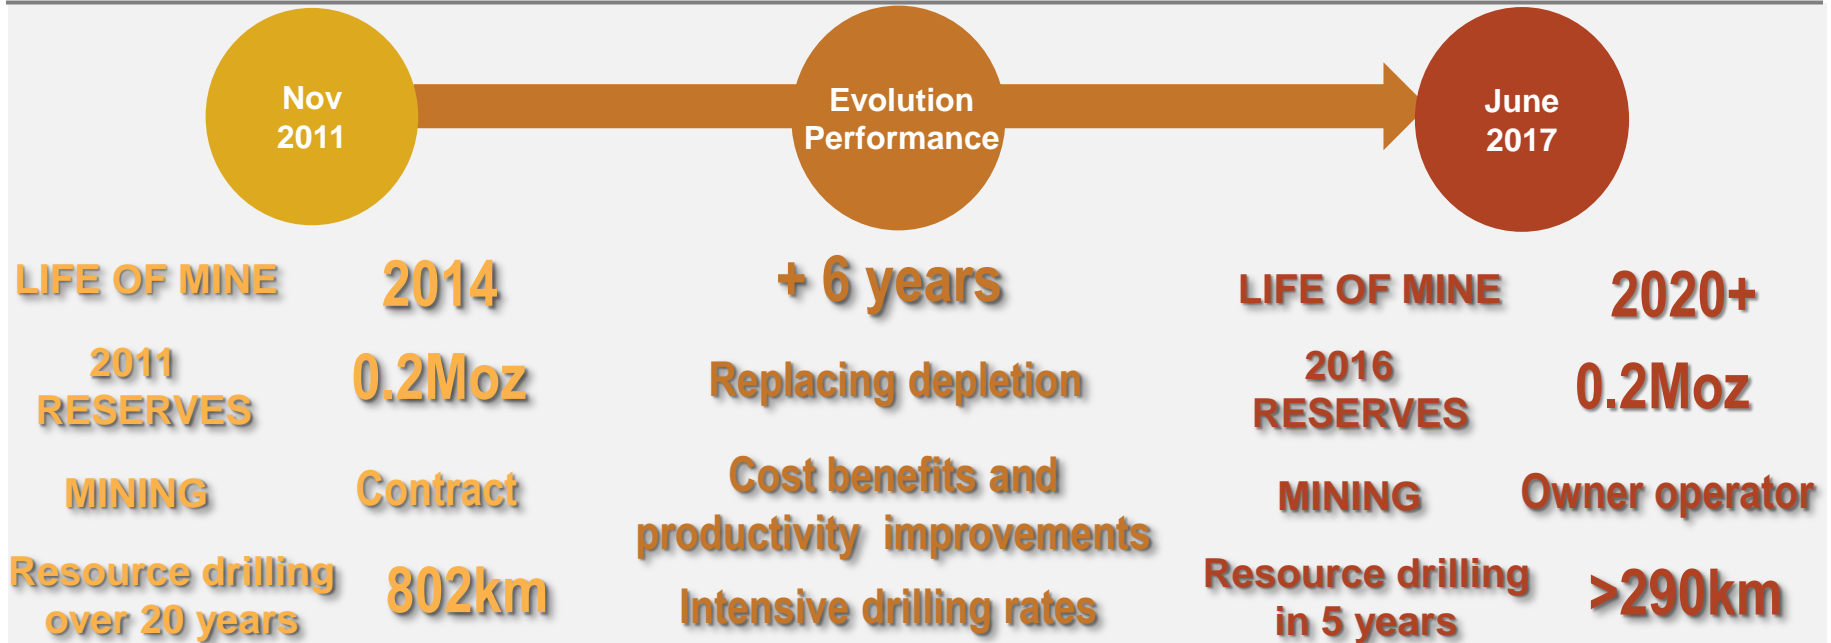 Nov
2011
Evolution
Performance
June
2017
LIFE OF MINE
2014
+ 6 years
LIFE OF MINE
2020+
2011
RESERVES
0.2Moz
Replacing depletion
2016
RESERVES
0.2Moz
MINING
Contract
Cost benefits and
productivity improvements
MINING
Owner operator
Resource drilling
over 20 years
802km
Intensive drilling rates
Resource drilling
in 5 years
>290km